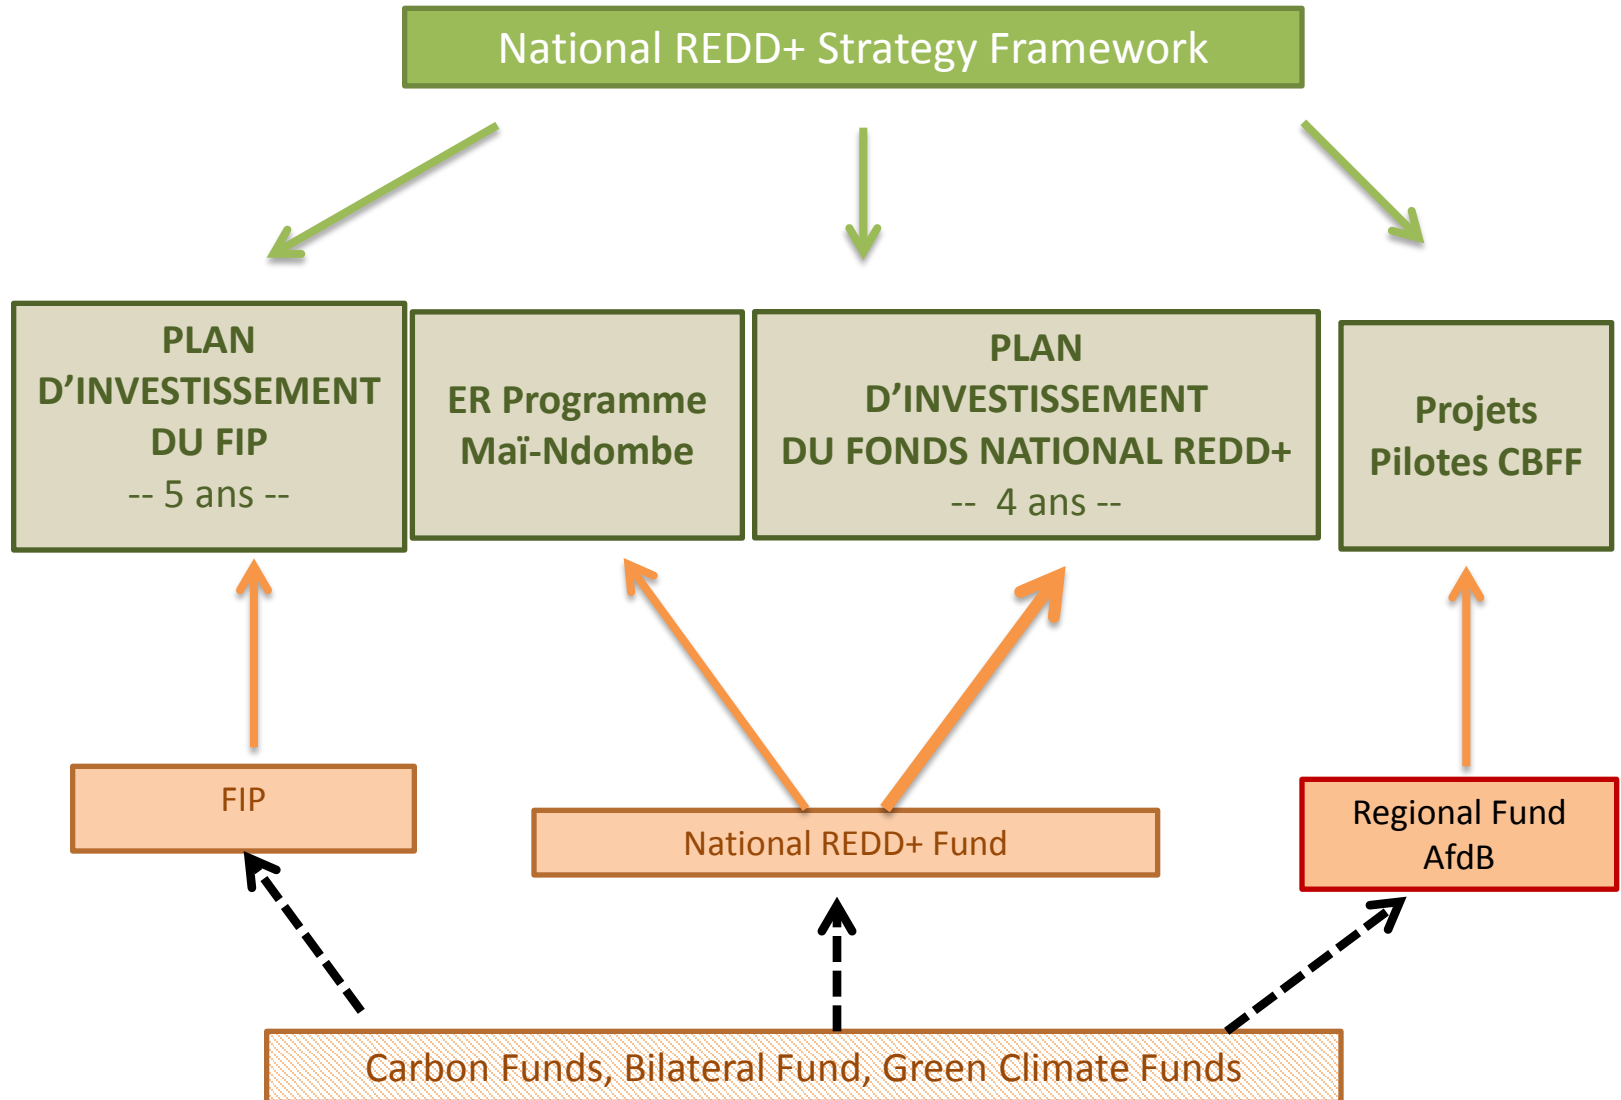 National REDD+ Strategy Framework
PLAN
D’INVESTISSEMENT
DU FIP
-- 5 ans --
ER Programme
Maï-Ndombe
PLAN
D’INVESTISSEMENT
DU FONDS NATIONAL REDD+
-- 4 ans --
Projets
Pilotes CBFF
FIP
National REDD+ Fund
Regional Fund
AfdB
Carbon Funds, Bilateral Fund, Green Climate Funds